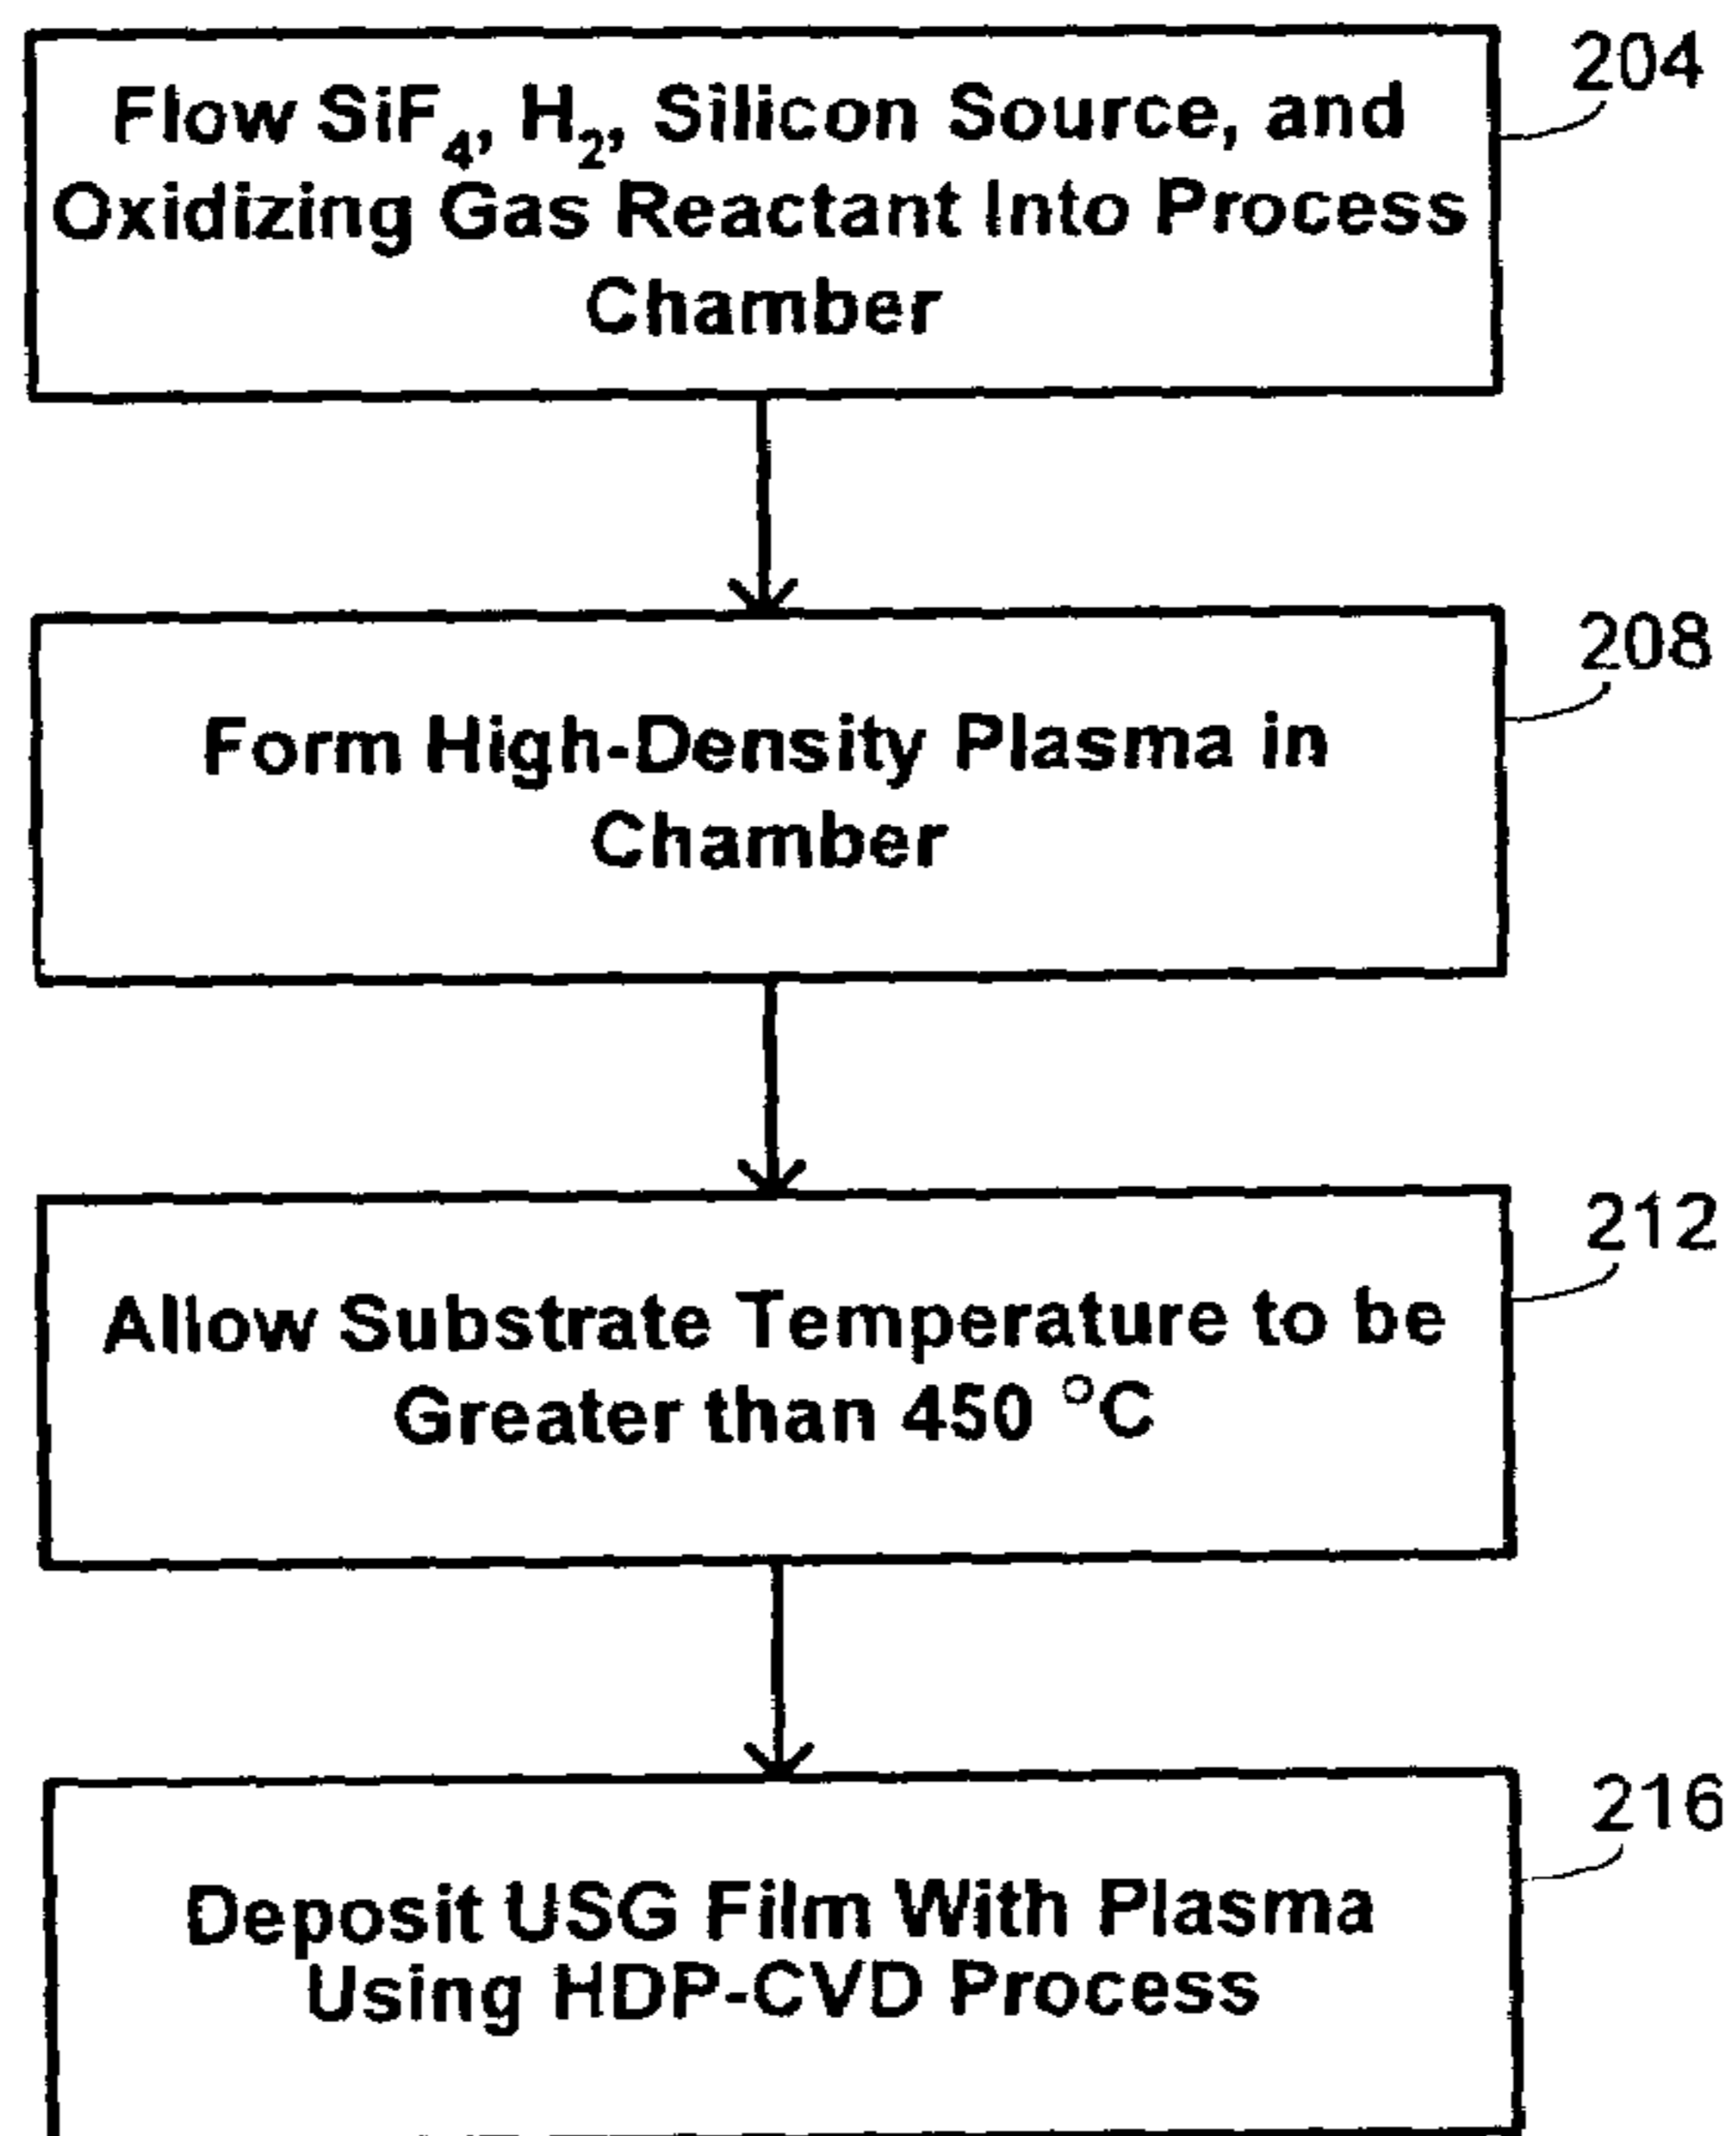 204
Flow SiF4, H2, Silicon Source, and
Oxidizing Gas Reactant Into Process
Chamber
208
Form High-Density Plasma in
Chamber
212
Allow Substrate Temperature to be
Greater than 450 °C
216
Deposit USG Film With Plasma
Using HDP-CVD Process